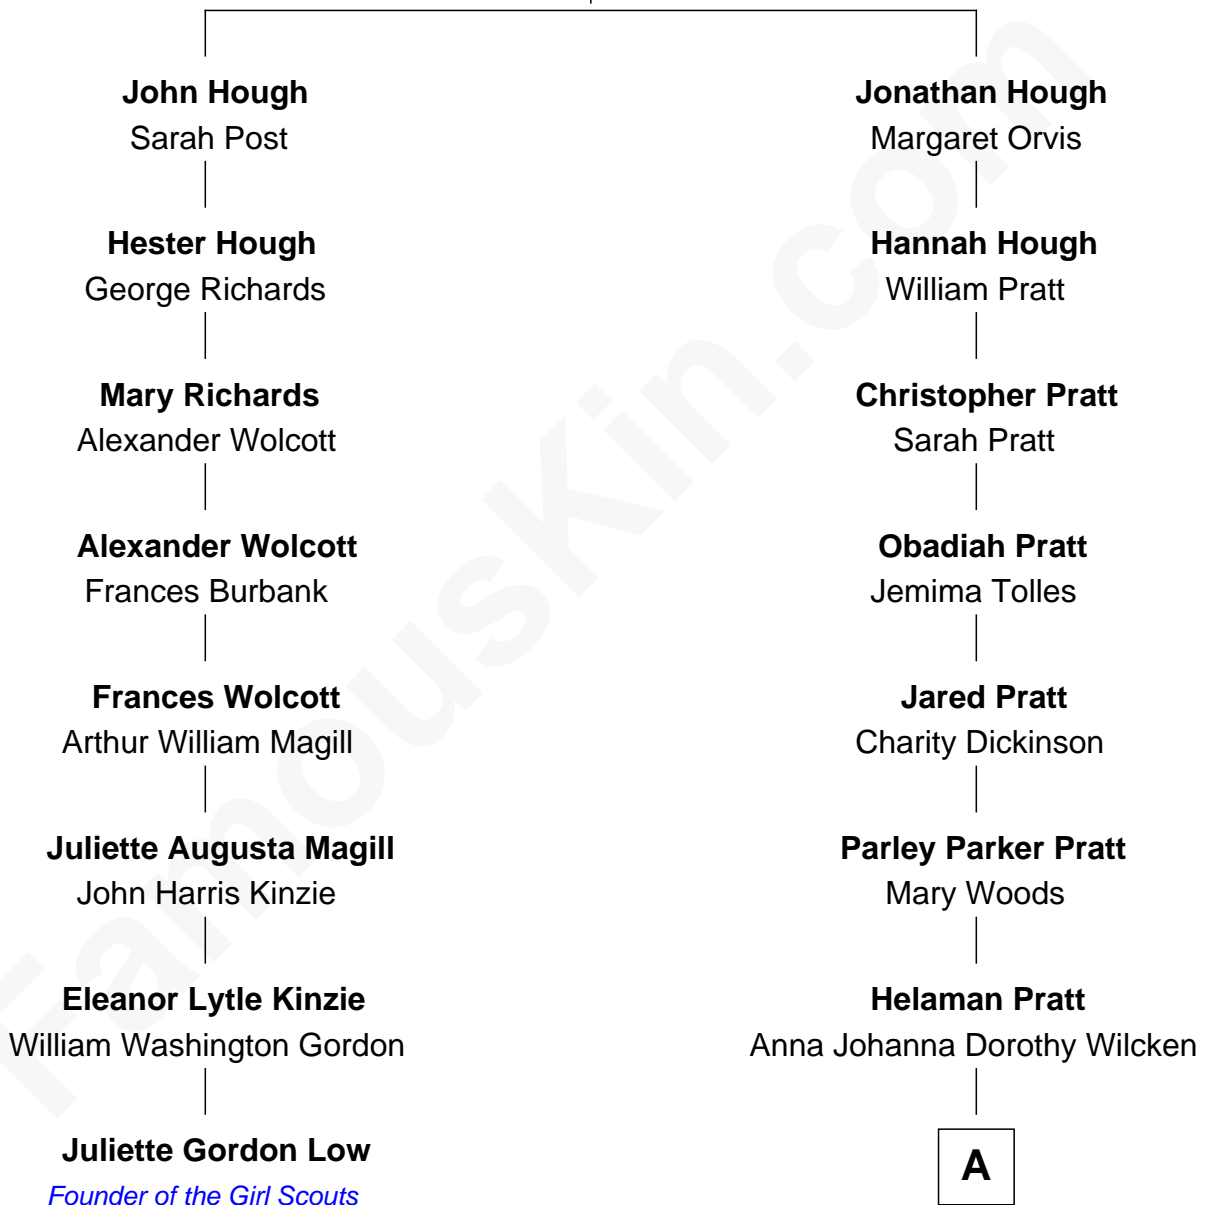 John Hough
Sarah Post
Hester Hough
George Richards
Mary Richards
Alexander Wolcott
Alexander Wolcott
Frances Burbank
Frances Wolcott
Arthur William Magill
Juliette Augusta Magill
John Harris Kinzie
Eleanor Lytle Kinzie
William Washington Gordon
Juliette Gordon Low
Founder of the Girl Scouts
Jonathan Hough
Margaret Orvis
Hannah Hough
William Pratt
Christopher Pratt
Sarah Pratt
Obadiah Pratt
Jemima Tolles
Jared Pratt
Charity Dickinson
Parley Parker Pratt
Mary Woods
Helaman Pratt
Anna Johanna Dorothy Wilcken
A
FamousKin.com